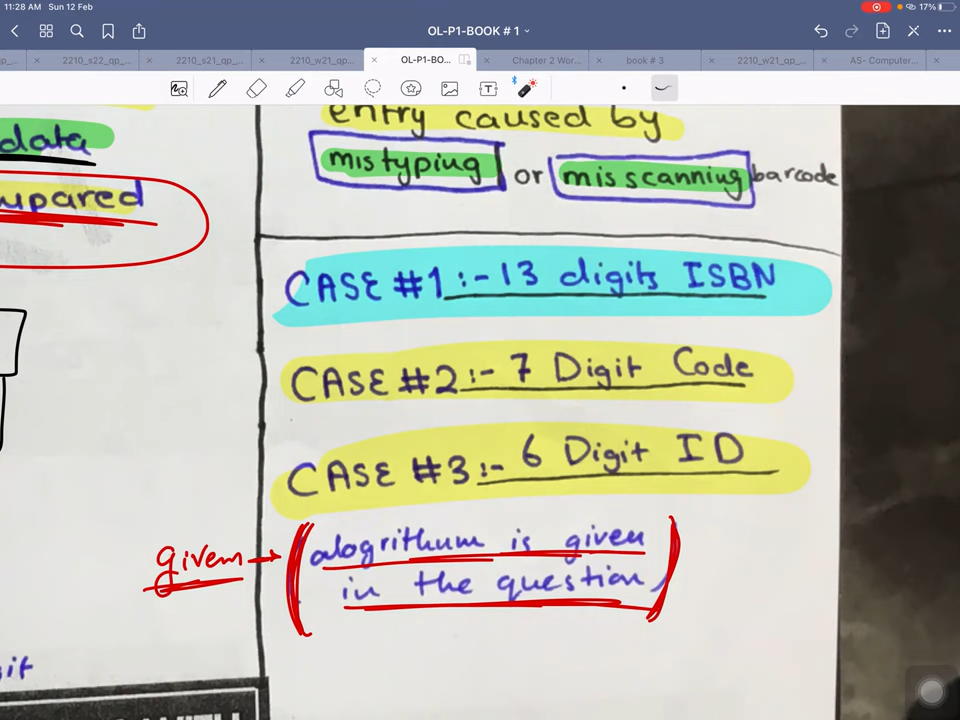 11:28 AM Sun 12 Feb
17%
OL-P1-BOOK # 1
2210_s22_qp_...
2210_s21_qp_...
2210_w21_qp_...
OL-P1-BO...
Chapter 2 Wor...
book # 3
2210_w21_qp_...
AS- Computer...
data
mpared
entry caused by
mistyping or misscanning barcode
CASE #1:- 13 digits ISBN
CASE #2:- 7 Digit Code
CASE #3:- 6 Digit ID
given → (alogrithum is given
in the question)